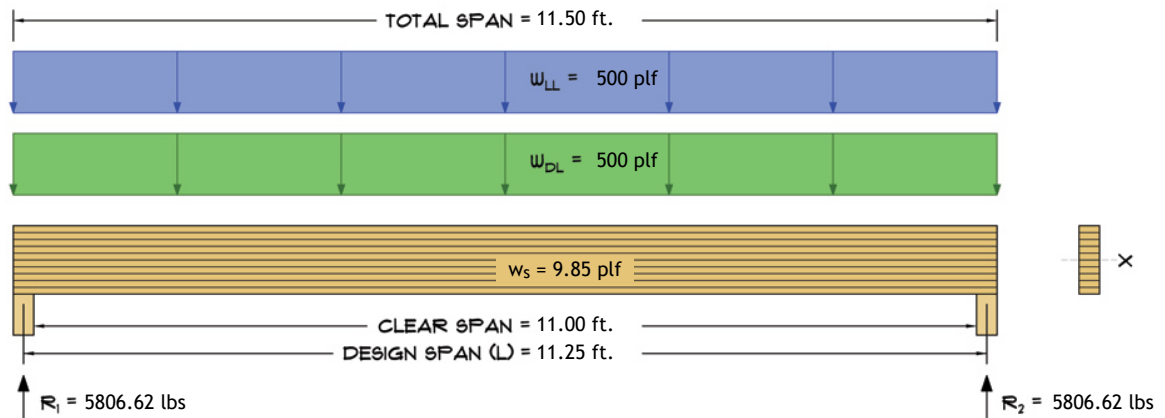 TOTAL SPAN = 11.50 ft.
wLL = 500 plf
wDL = 500 plf
ws = 9.85 plf
X
CLEAR SPAN = 11.00 ft.
DESIGN SPAN (L) = 11.25 ft.
R1 = 5806.62 lbs
R2 = 5806.62 lbs